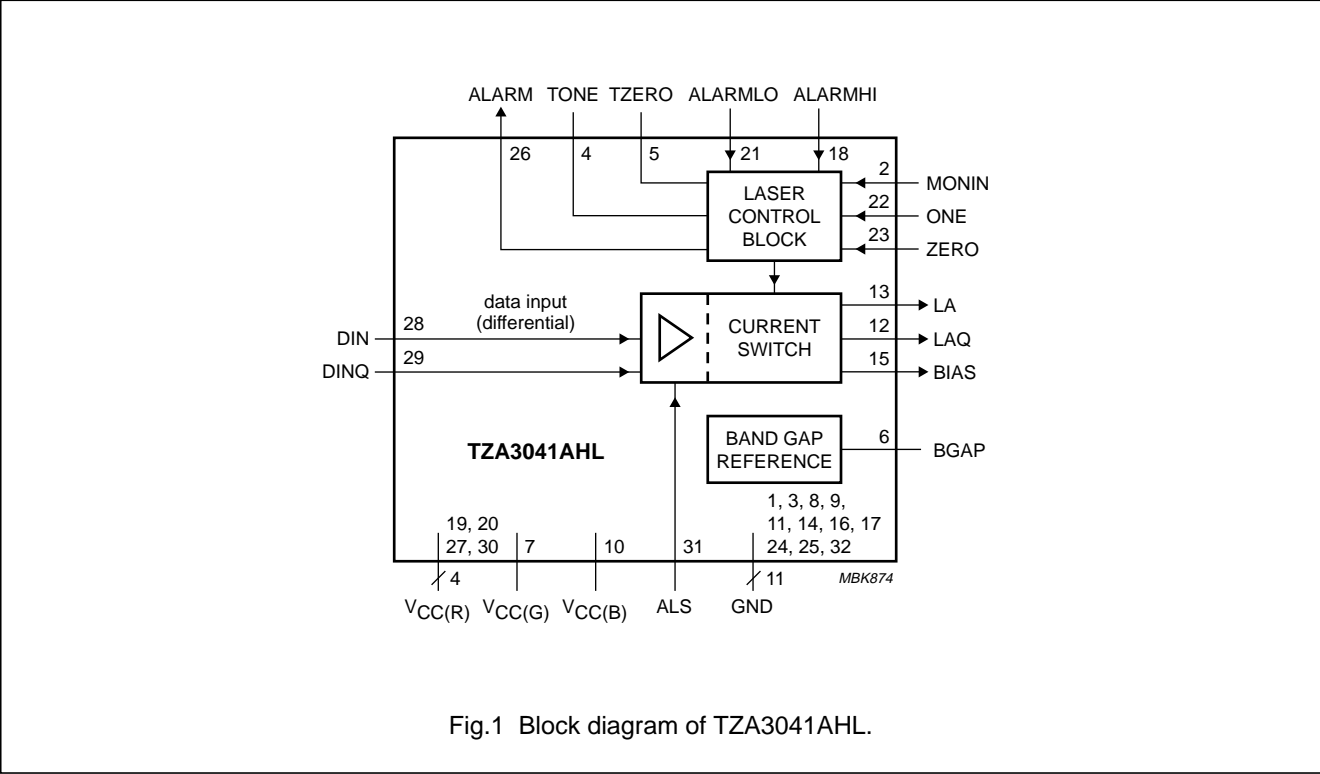 ALARM TONE TZERO ALARMLO ALARMHI
26 4 5 21 18
2 MONIN
LASER
CONTROL
BLOCK
22 ONE
23 ZERO
13 LA
data input
(differential)
CURRENT
SWITCH
12 LAQ
15 BIAS
DIN 28
DINQ 29
TZA3041AHL
BAND GAP
REFERENCE
6 BGAP
1, 3, 8, 9,
11, 14, 16, 17
24, 25, 32
19, 20
27, 30
7 10 31
4 11
MBK874
VCC(R) VCC(G) VCC(B) ALS GND
Fig.1 Block diagram of TZA3041AHL.